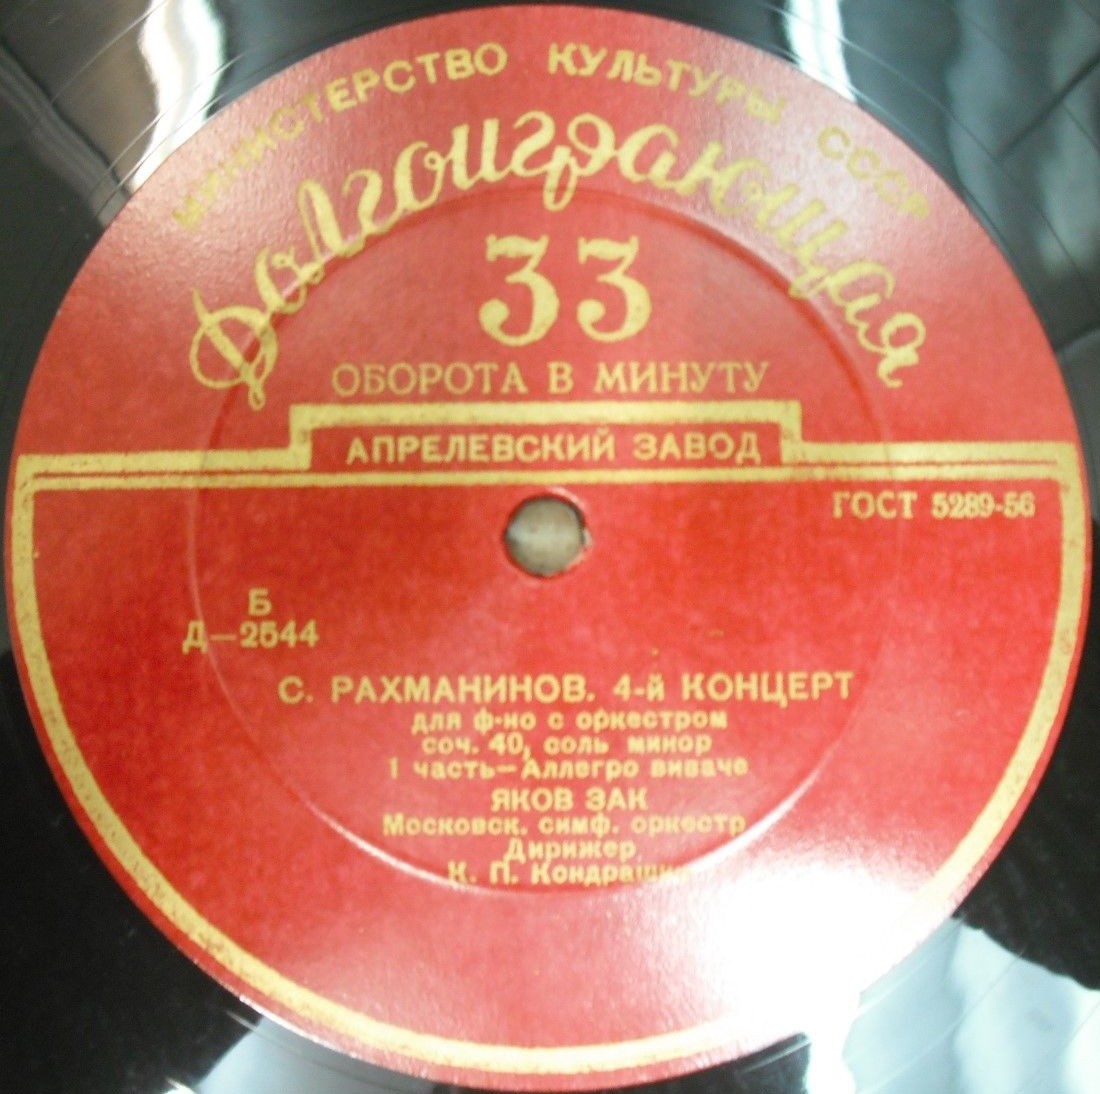 МИНИСТЕРСТВО КУЛЬТУРЫ СССР
Долгоиграющая
33
ОБОРОТА В МИНУТУ
АПРЕЛЕВСКИЙ ЗАВОД
ГОСТ 5289-56
Б
Д—2544
С. РАХМАНИНОВ. 4-й КОНЦЕРТ
для ф-но с оркестром
соч. 40, соль минор
1 часть—Аллегро виваче
ЯКОВ ЗАК
Московск. симф. оркестр
Дирижер
К. П. Кондрашин